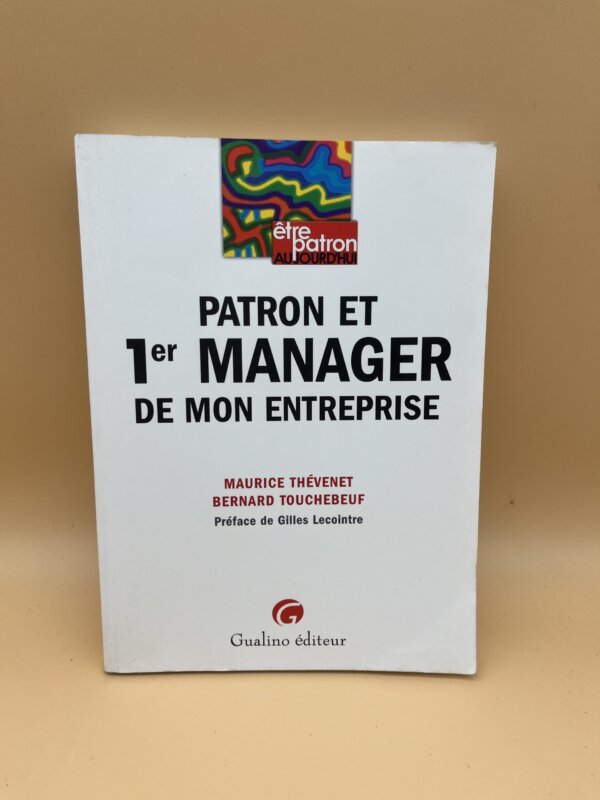 être
patron
AUJOURD'HUI
PATRON ET
1er MANAGER
DE MON ENTREPRISE
MAURICE THÉVENET
BERNARD TOUCHEBEUF
Préface de Gilles Lecointre
G
Gualino éditeur